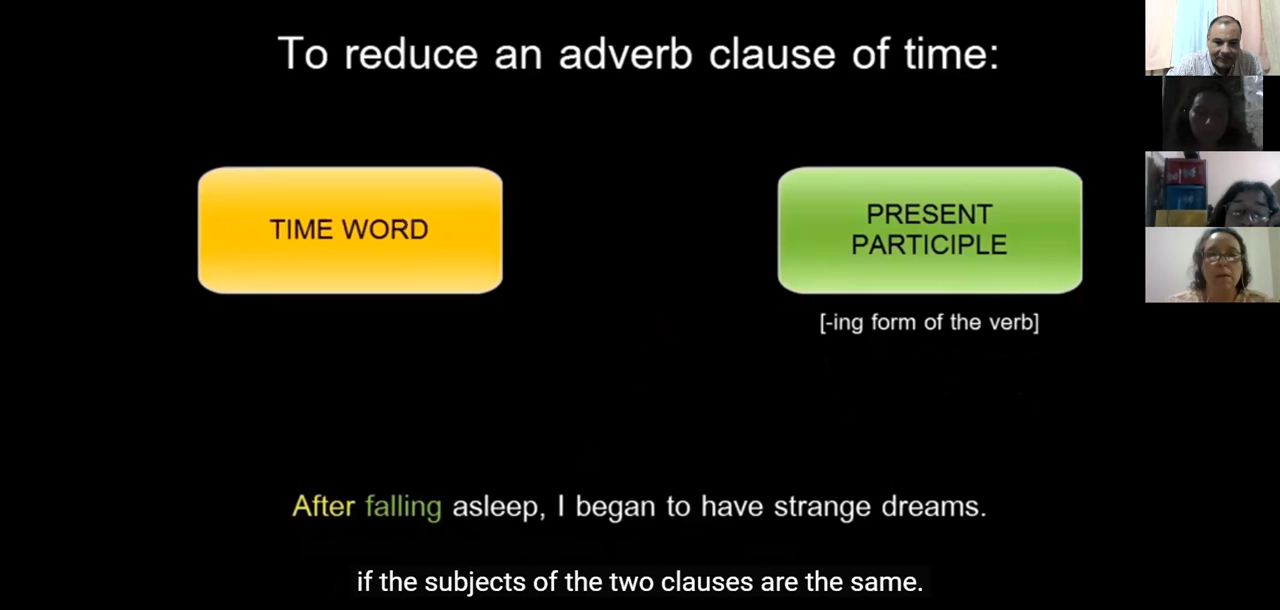 To reduce an adverb clause of time:
TIME WORD
PRESENT
PARTICIPLE
[-ing form of the verb]
After falling asleep, I began to have strange dreams.
if the subjects of the two clauses are the same.